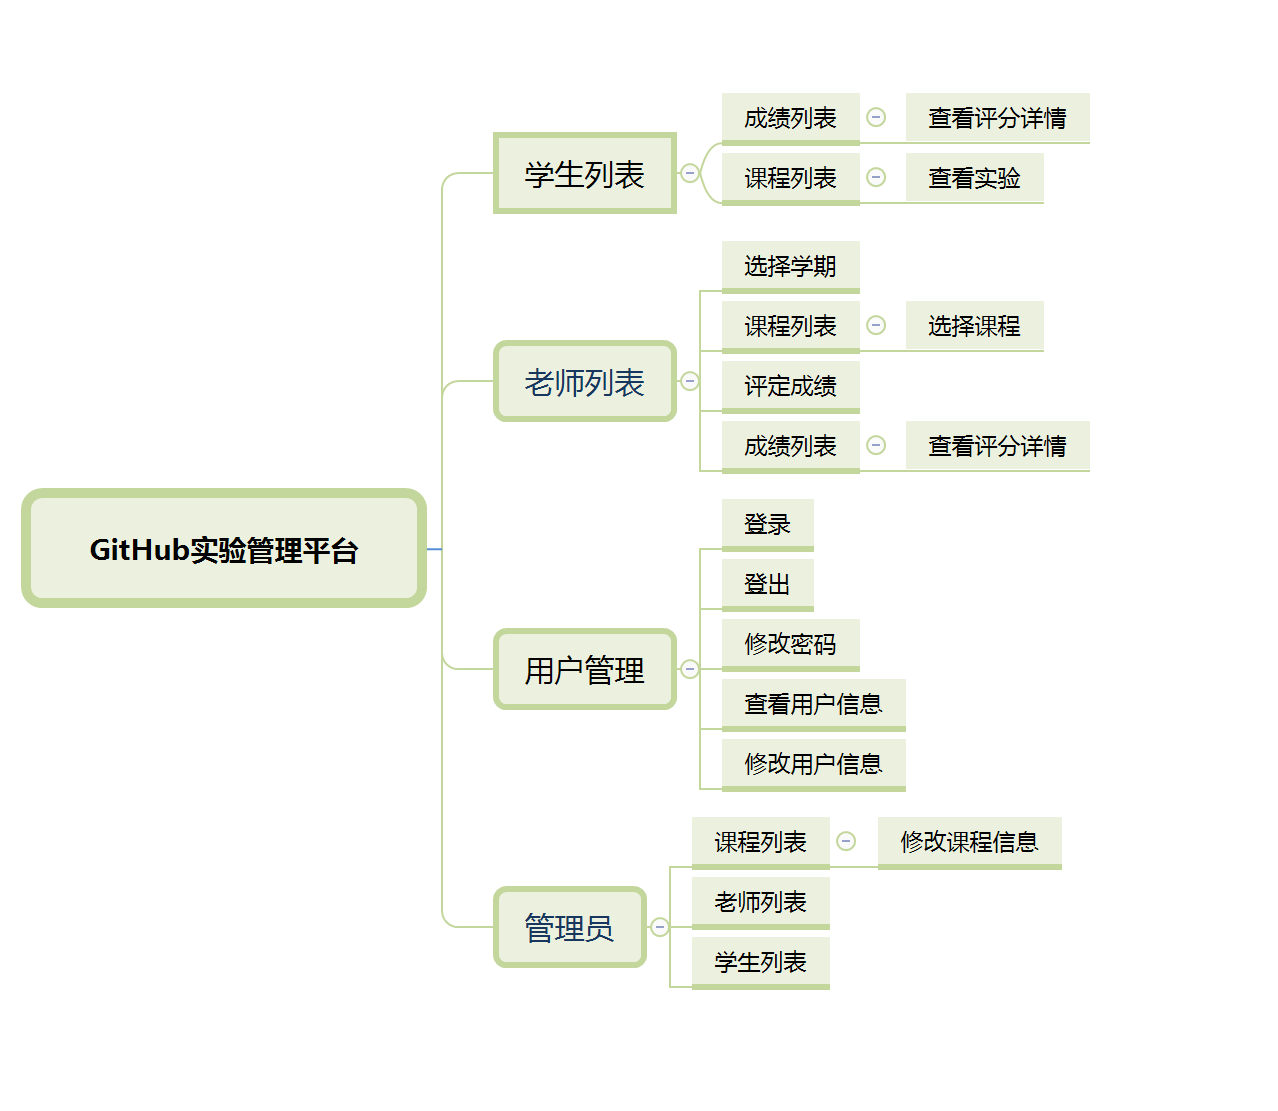 GitHub实验管理平台
学生列表
成绩列表
查看评分详情
课程列表
查看实验
老师列表
选择学期
课程列表
选择课程
评定成绩
成绩列表
查看评分详情
用户管理
登录
登出
修改密码
查看用户信息
修改用户信息
管理员
课程列表
修改课程信息
老师列表
学生列表